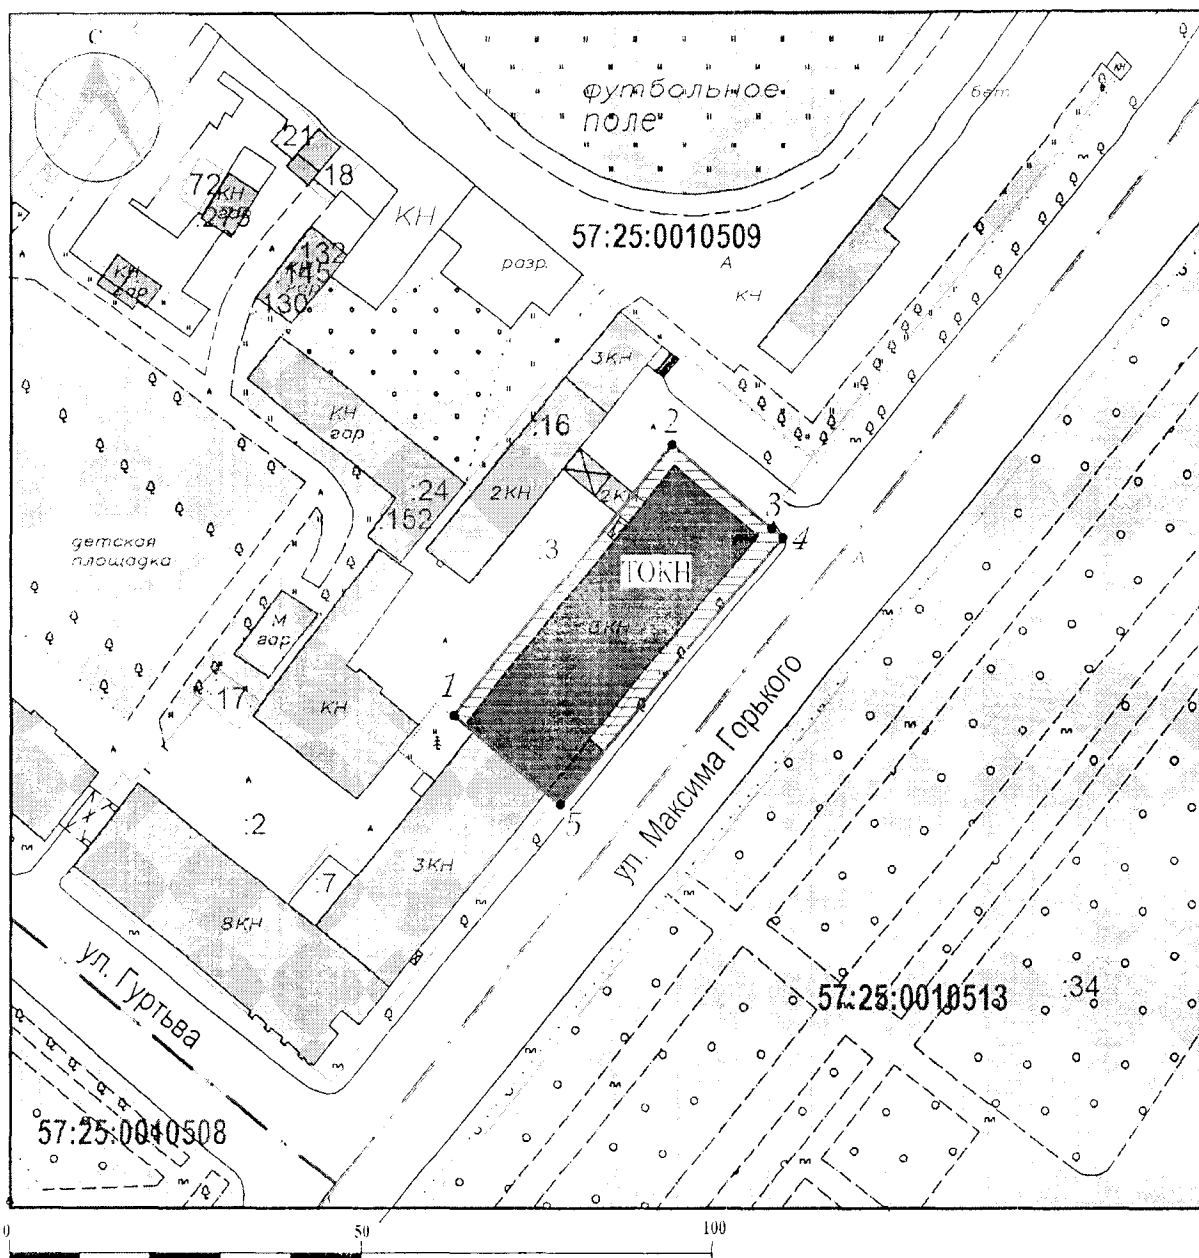 С
футбольное
поле
бет.
КН
:21
:18
:72
КН
57:25:0010509
КН
разр.
А
КН
132
145
130
КН
гар
3КН
А
:16
2
КН
гар
:24
2КН
:152
3
4
:3
ТОКН
А
детская
площадка
М
гар
1
:17
КН
ул. Максима Горького
:2
5
3КН
:7
8КН
ул. Гуртьва
57:25:0010513
:34
57:25:0010508
0
50
100